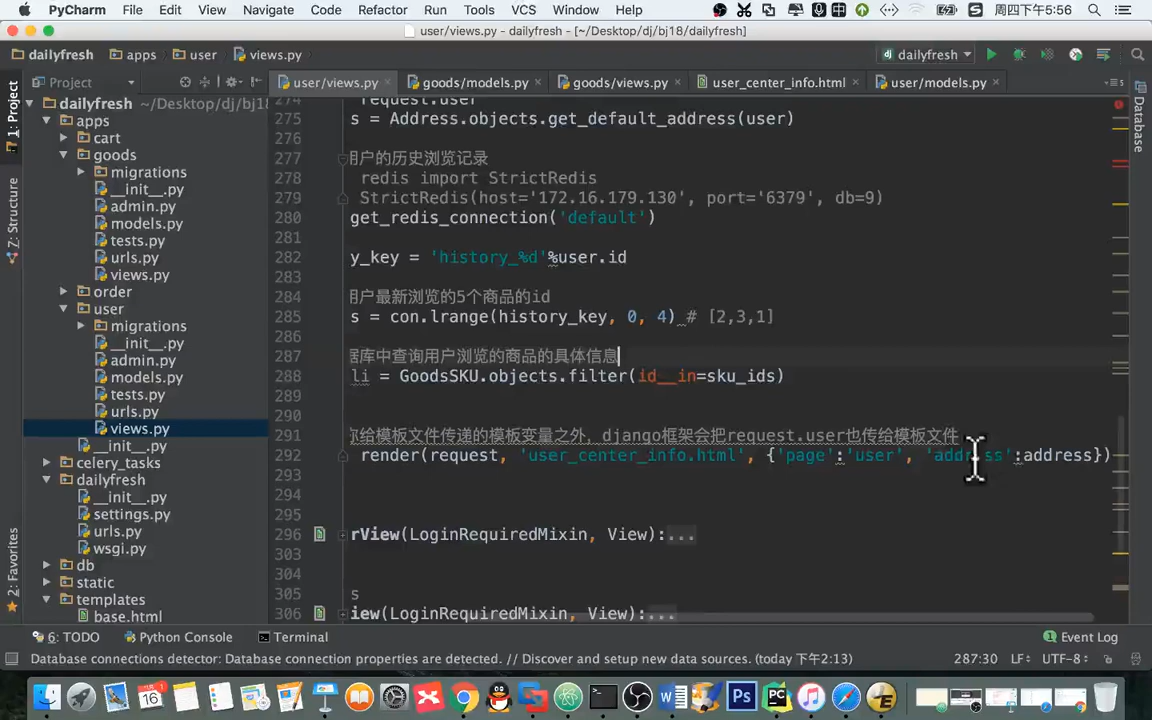 PyCharm File Edit View Navigate Code Refactor Run Tools VCS Window Help 周四下午5:56
user/views.py - dailyfresh - [~/Desktop/dj/bj18/dailyfresh]
dailyfresh apps user views.py dailyfresh
Project user/views.py goods/models.py goods/views.py user_center_info.html user/models.py
dailyfresh ~/Desktop/dj/bj18
apps
cart
goods
migrations
__init__.py
admin.py
models.py
tests.py
urls.py
views.py
order
user
migrations
__init__.py
admin.py
models.py
tests.py
urls.py
views.py
__init__.py
celery_tasks
dailyfresh
__init__.py
settings.py
urls.py
wsgi.py
db
static
templates
base.html
1: Project
7: Structure
2: Favorites
Database
274 request.user
275 s = Address.objects.get_default_address(user)
276
277 用户的历史浏览记录
278 redis import StrictRedis
279 StrictRedis(host='172.16.179.130', port='6379', db=9)
280 get_redis_connection('default')
281
282 y_key = 'history_%d'%user.id
283
284 用户最新浏览的5个商品的id
285 s = con.lrange(history_key, 0, 4) # [2,3,1]
286
287 据库中查询用户浏览的商品的具体信息
288 li = GoodsSKU.objects.filter(id__in=sku_ids)
289
290
291 你给模板文件传递的模板变量之外，django框架会把request.user也传给模板文件
292 render(request, 'user_center_info.html', {'page':'user', 'address':address})
293
294
295
296 rView(LoginRequiredMixin, View):...
303
304
305 s
306 iew(LoginRequiredMixin, View):...
6: TODO Python Console Terminal Event Log
Database connections detector: Database connection properties are detected. // Discover and setup new data sources. (today 下午2:13) 287:30 LF÷ UTF-8÷